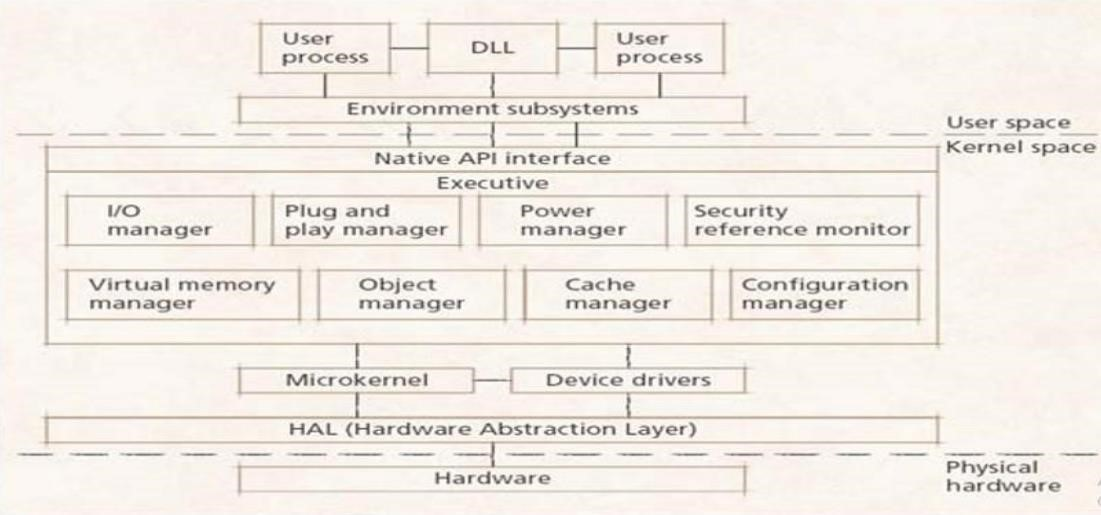 User
process
DLL
User
process
Environment subsystems
User space
Kernel space
Native API interface
Executive
I/O
manager
Plug and
play manager
Power
manager
Security
reference monitor
Virtual memory
manager
Object
manager
Cache
manager
Configuration
manager
Microkernel
Device drivers
HAL (Hardware Abstraction Layer)
Physical
hardware
Hardware